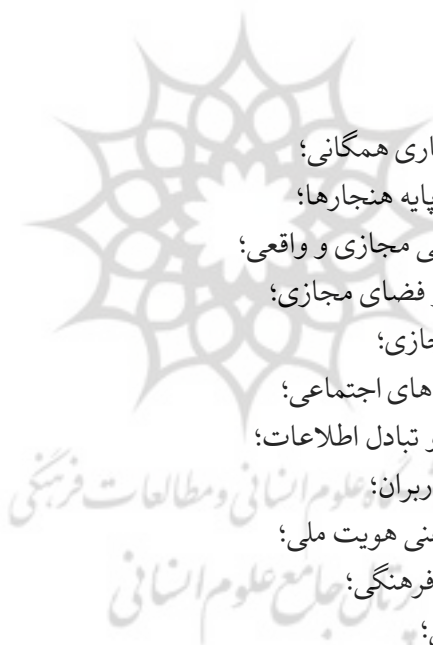 اری همگانی؛
پایه هنجارها؛
ی مجازی و واقعی؛
فضای مجازی؛
جازی؛
های اجتماعی؛
و تبادل اطلاعات؛
علوم انسانی و مطالعات فرهنگی
ربران؛
نی هویت ملی؛
فرهنگی؛
پرتال جامع علوم انسانی